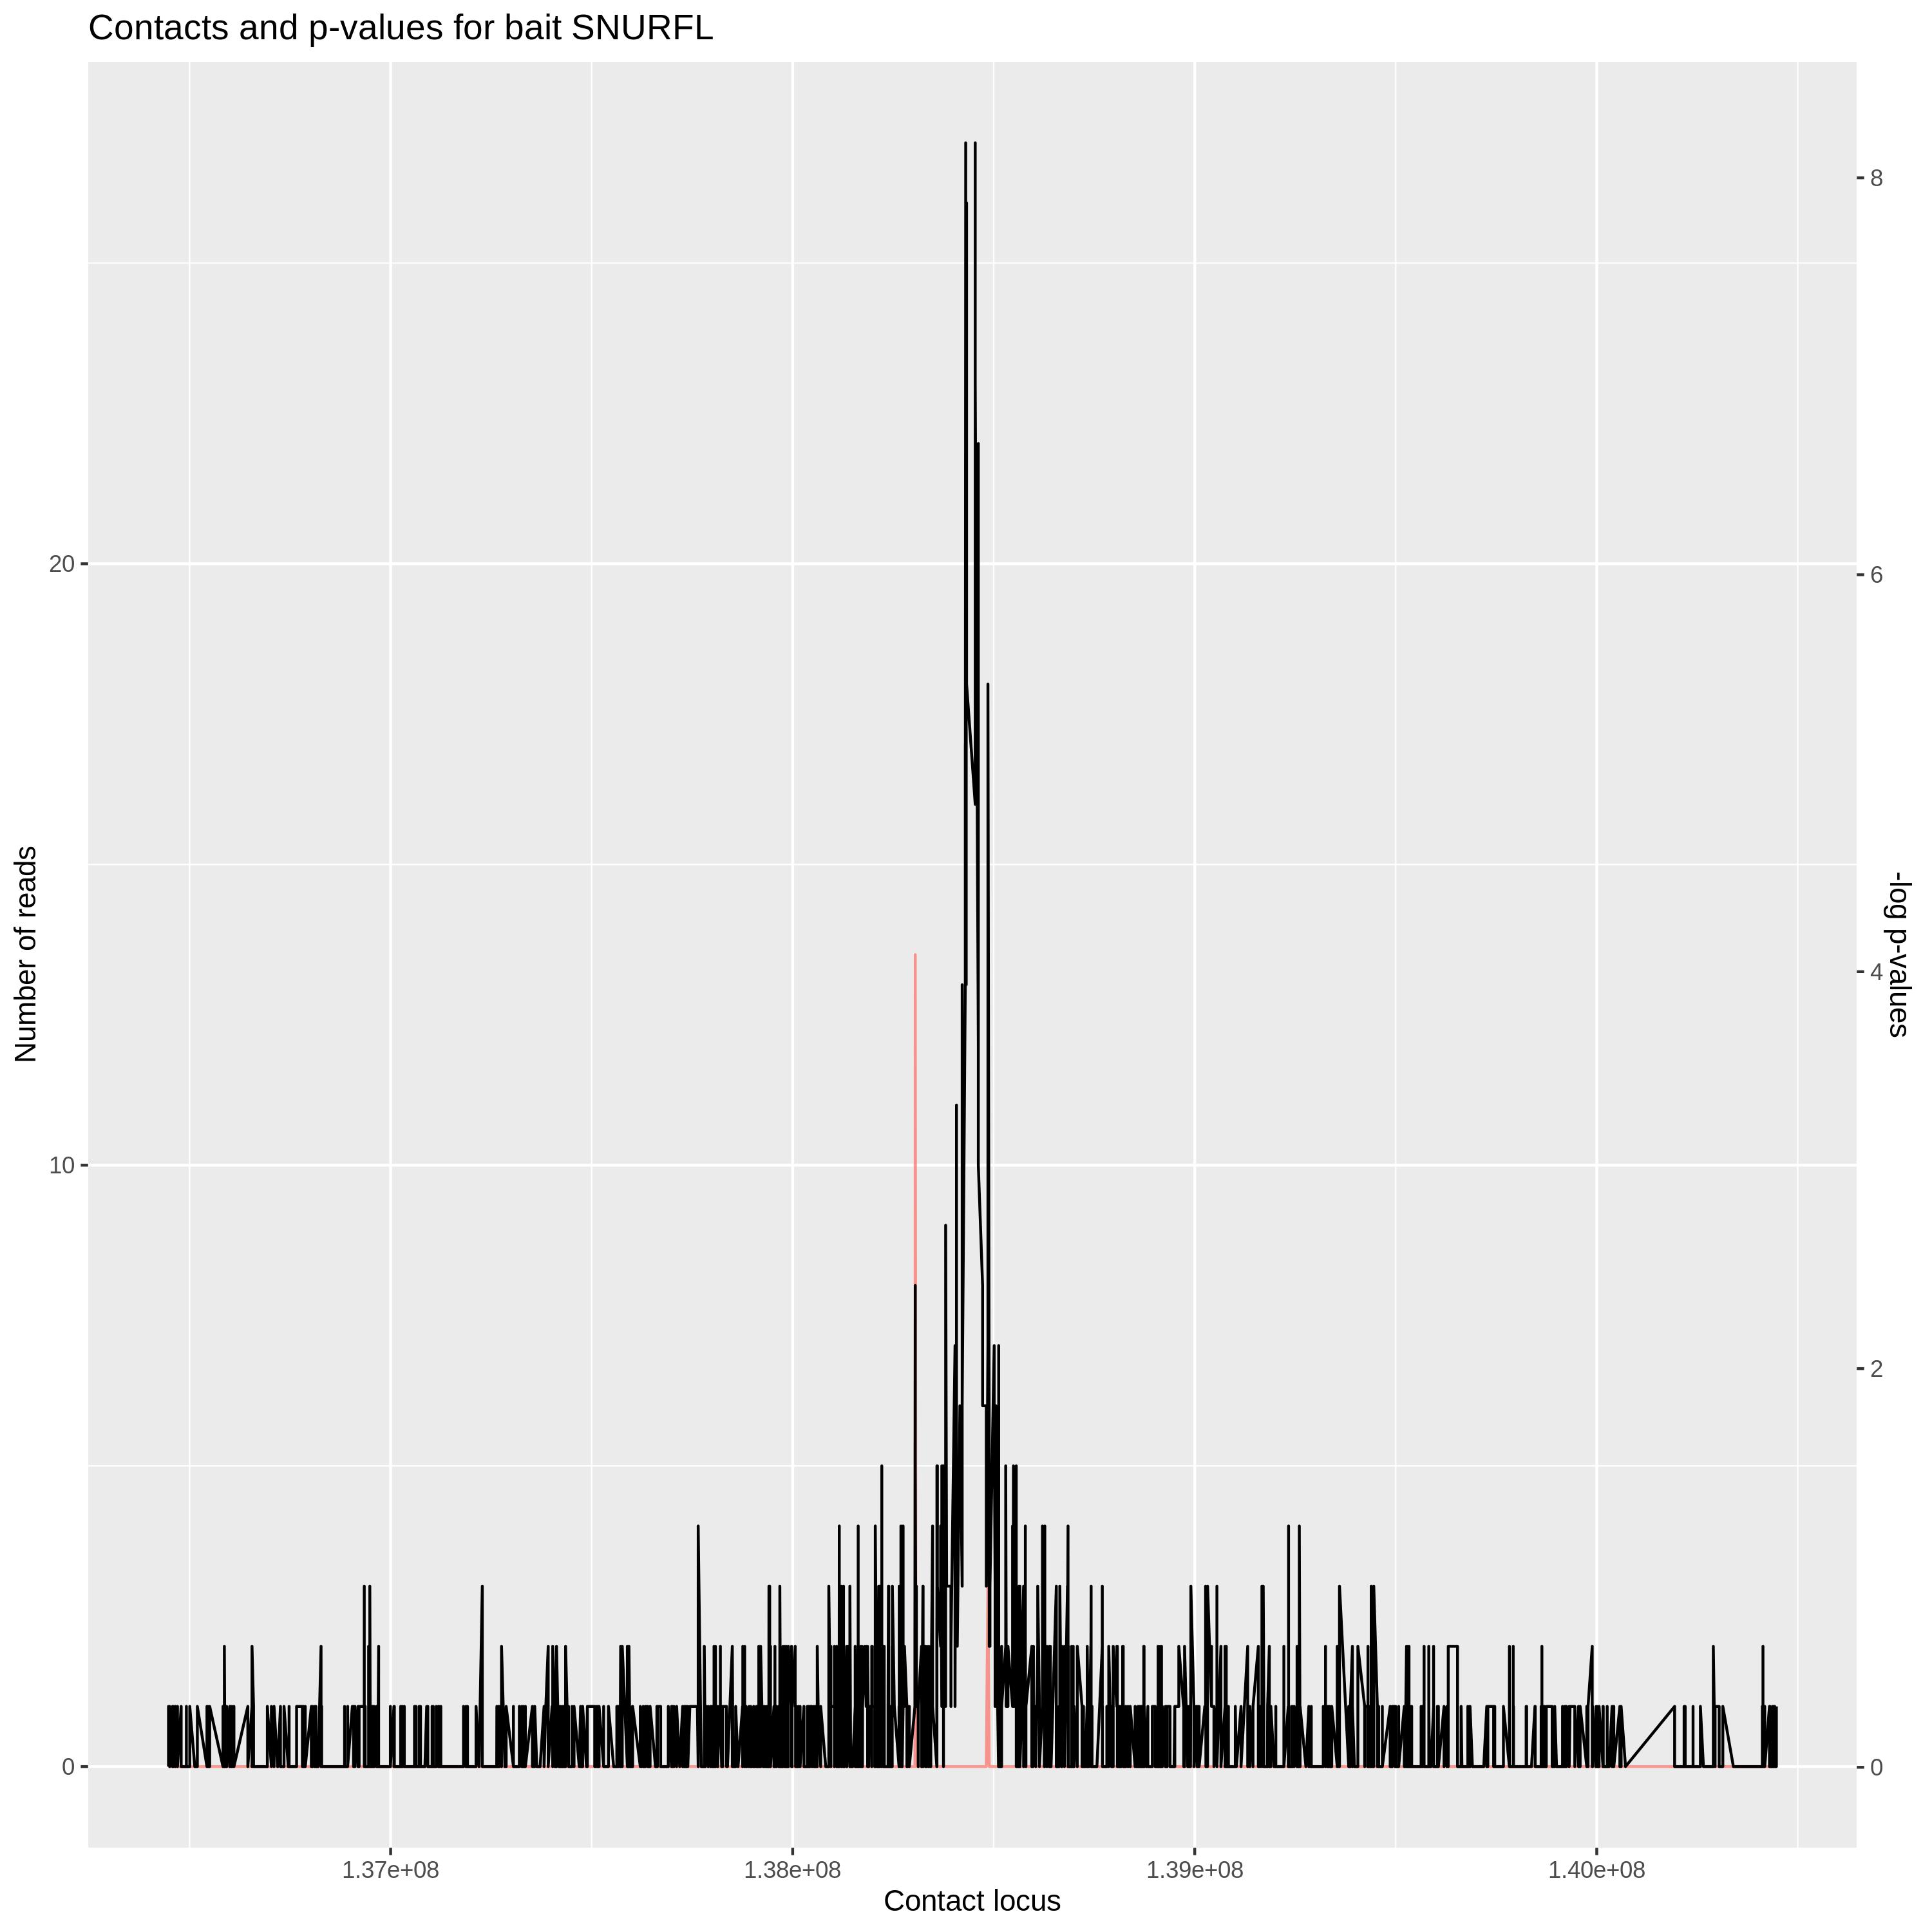 Contacts and p-values for bait SNURFL
8
20
6
Number of reads
-log p-values
4
10
2
0
0
1.37e+08
1.38e+08
1.39e+08
1.40e+08
Contact locus